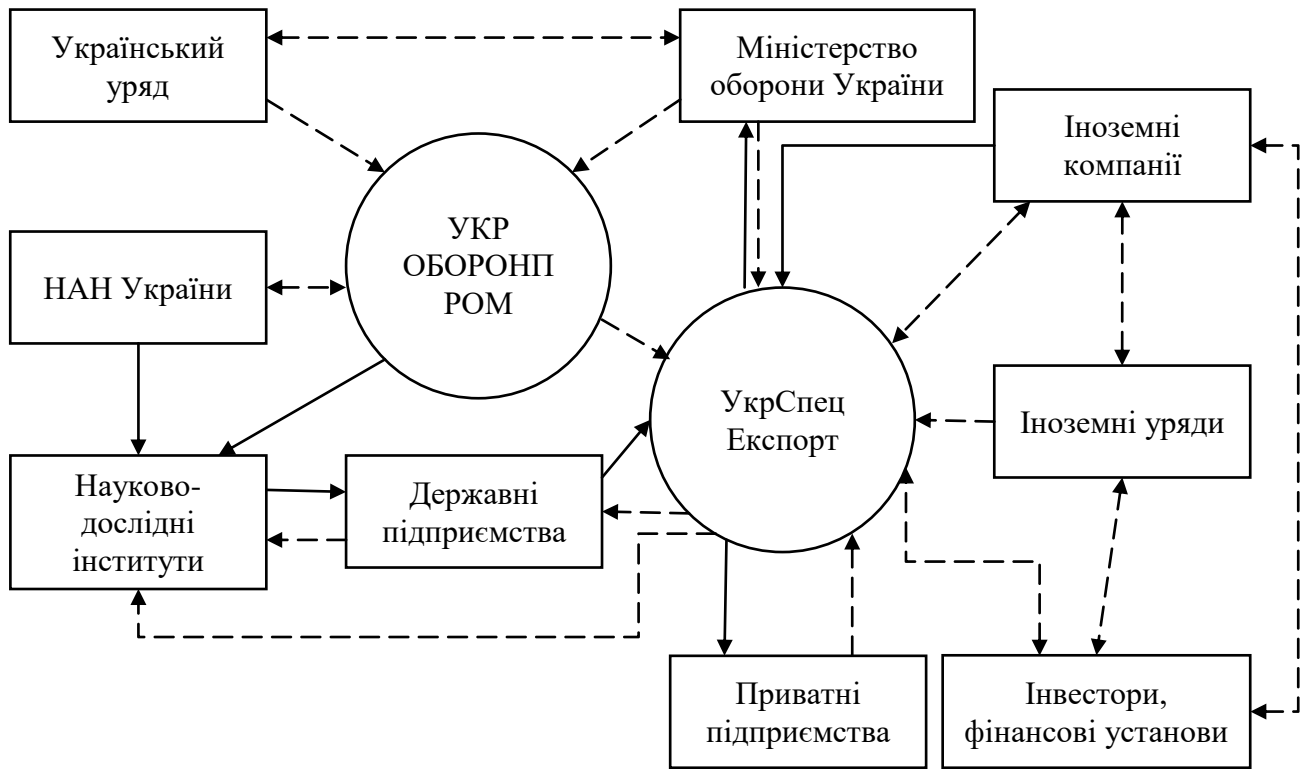 Український
уряд
Міністерство
оборони України
Іноземні
компанії
УКР
ОБОРОНП
РОМ
НАН України
УкрСпец
Експорт
Іноземні уряди
Науково-
дослідні
інститути
Державні
підприємства
Приватні
підприємства
Інвестори,
фінансові установи